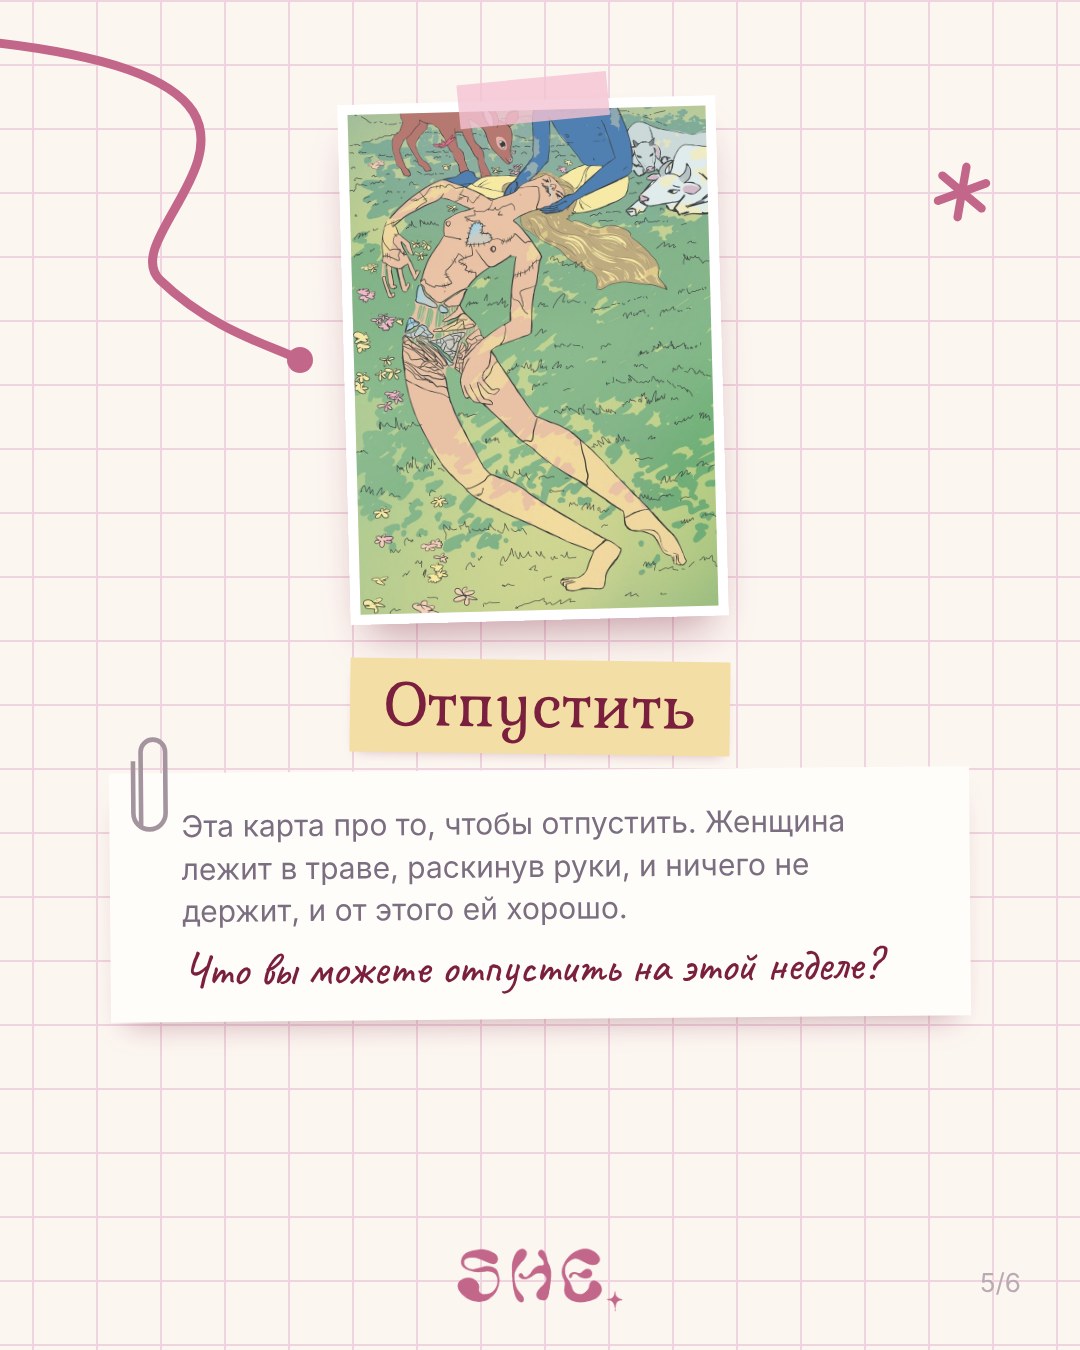 Отпустить
Эта карта про то, чтобы отпустить. Женщина
лежит в траве, раскинув руки, и ничего не
держит, и от этого ей хорошо.
Что вы можете отпустить на этой неделе?
SHE
5/6